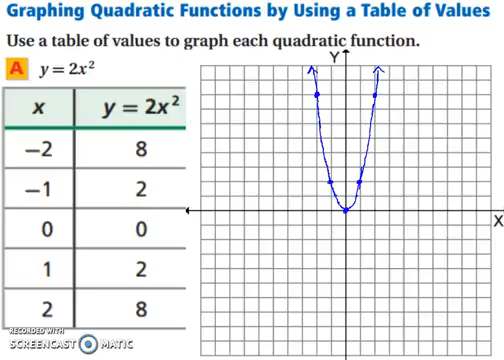 Graphing Quadratic Functions by Using a Table of Values
Use a table of values to graph each quadratic function.
A y = 2x²
x y = 2x²
−2 8
−1 2
0 0
1 2
2 8
Y
X
RECORDED WITH
SCREENCAST MATIC